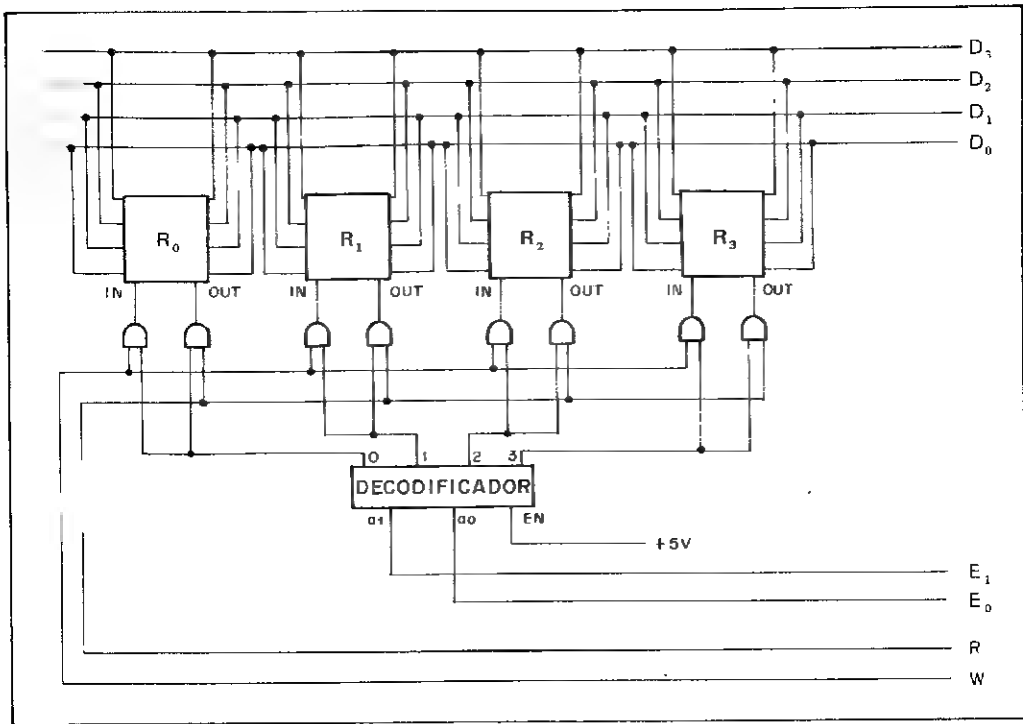 D₃
D₂
D₁
D₀
R₀ R₁ R₂ R₃
IN OUT IN OUT IN OUT IN OUT
0 1 2 3
DECODIFICADOR
a1 a0 EN
+5V
E₁
E₀
R
W